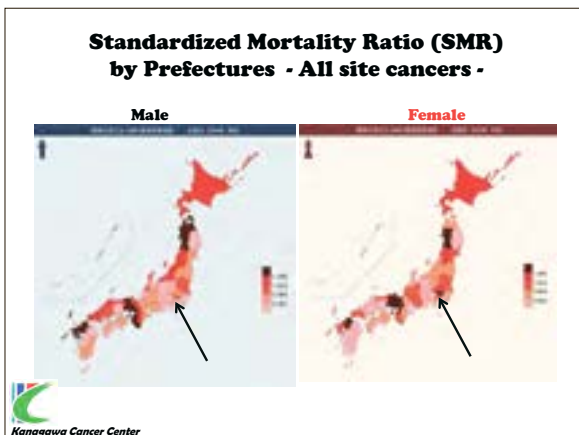 Standardized Mortality Ratio (SMR)
by Prefectures - All site cancers -
Male
Female
Kanagawa Cancer Center